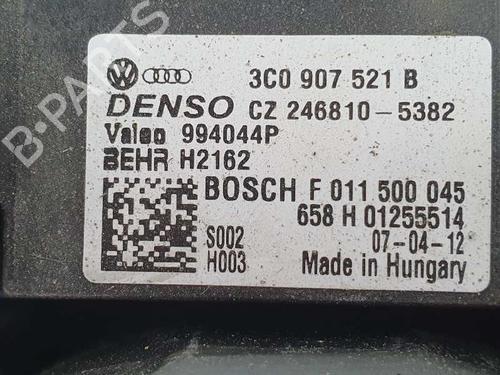 3C0 907 521 B
DENSO CZ 246810-5382
Valeo 994044P
BEHR H2162
BOSCH F 011 500 045
658 H 01255514
S002 07-04-12
H003 Made in Hungary
B-PARTS